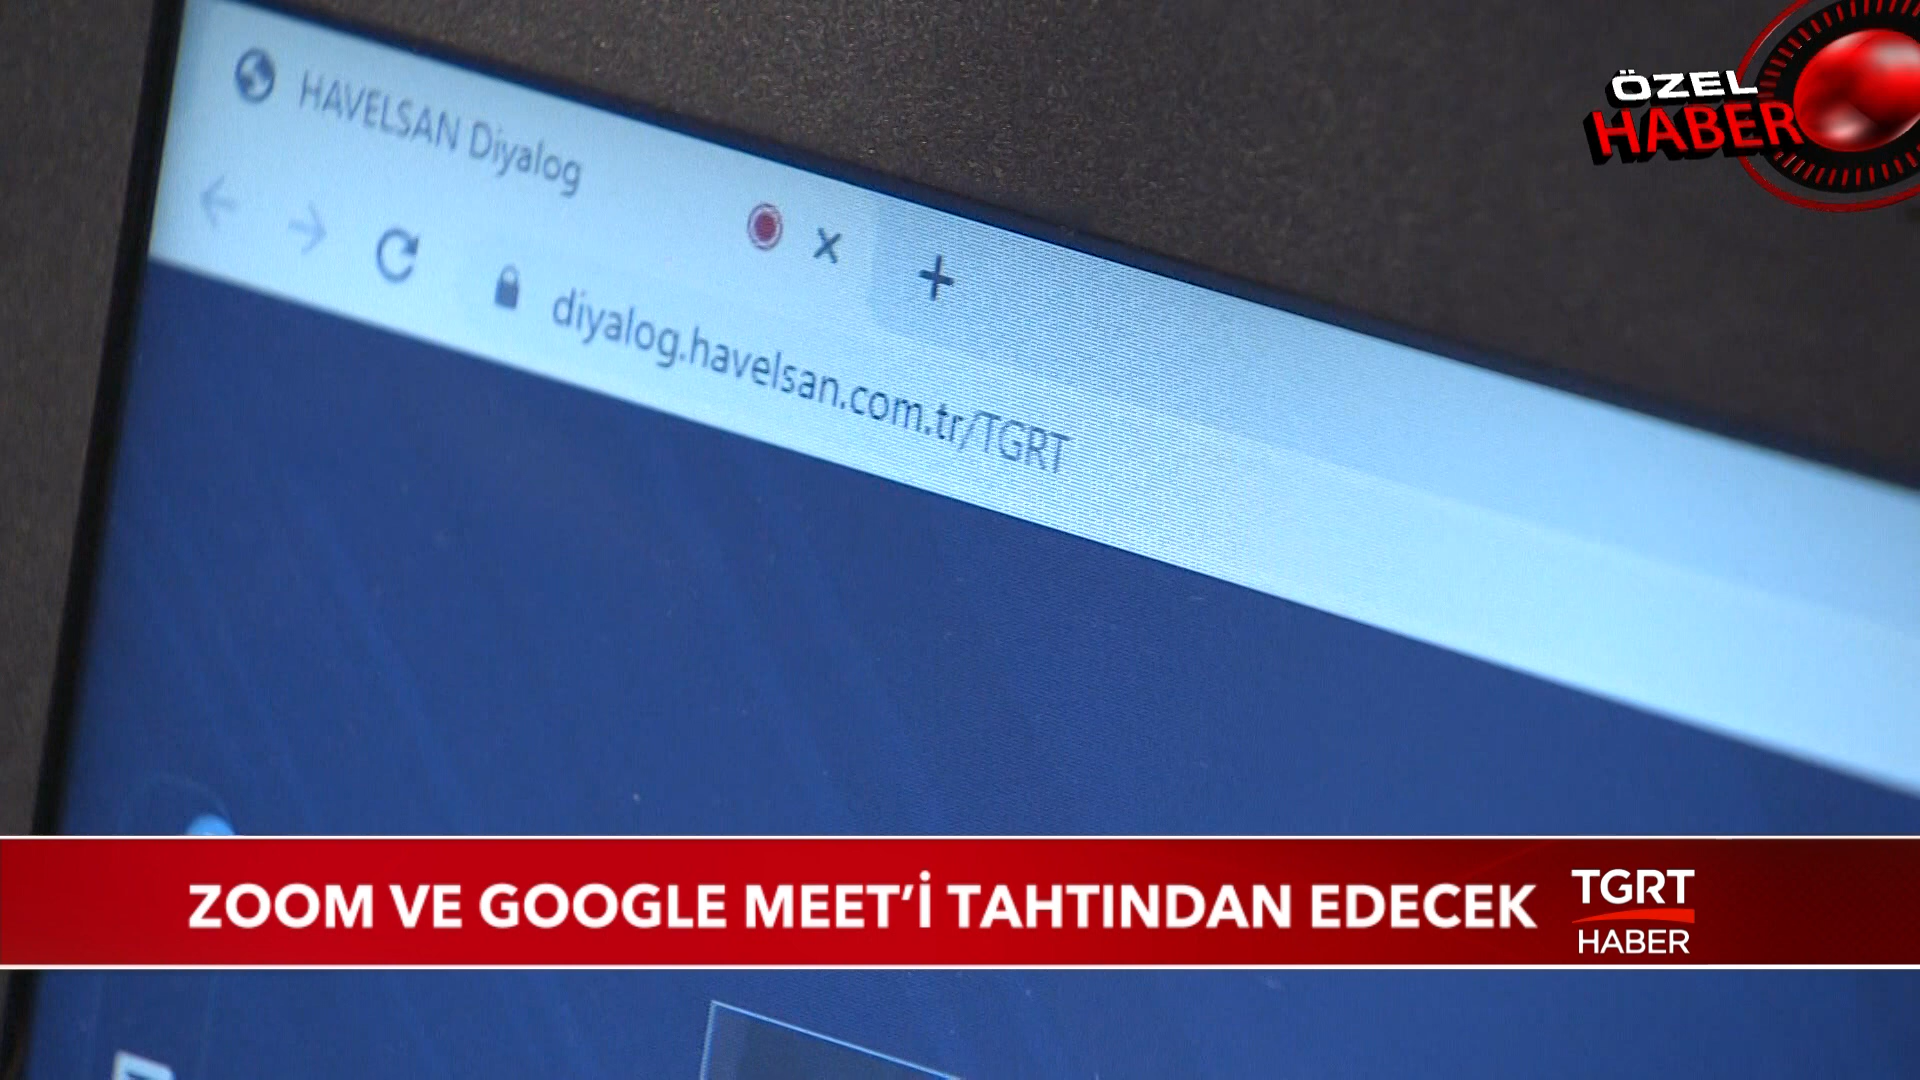 HAVELSAN Diyalog
diyalog.havelsan.com.tr/TGRT
ÖZEL
HABER
ZOOM VE GOOGLE MEET’İ TAHTINDAN EDECEK
TGRT
HABER